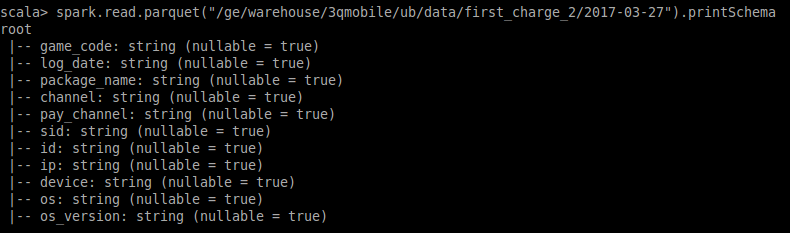 scala> spark.read.parquet("/ge/warehouse/3qmobile/ub/data/first_charge_2/2017-03-27").printSchema
root
 |-- game_code: string (nullable = true)
 |-- log_date: string (nullable = true)
 |-- package_name: string (nullable = true)
 |-- channel: string (nullable = true)
 |-- pay_channel: string (nullable = true)
 |-- sid: string (nullable = true)
 |-- id: string (nullable = true)
 |-- ip: string (nullable = true)
 |-- device: string (nullable = true)
 |-- os: string (nullable = true)
 |-- os_version: string (nullable = true)